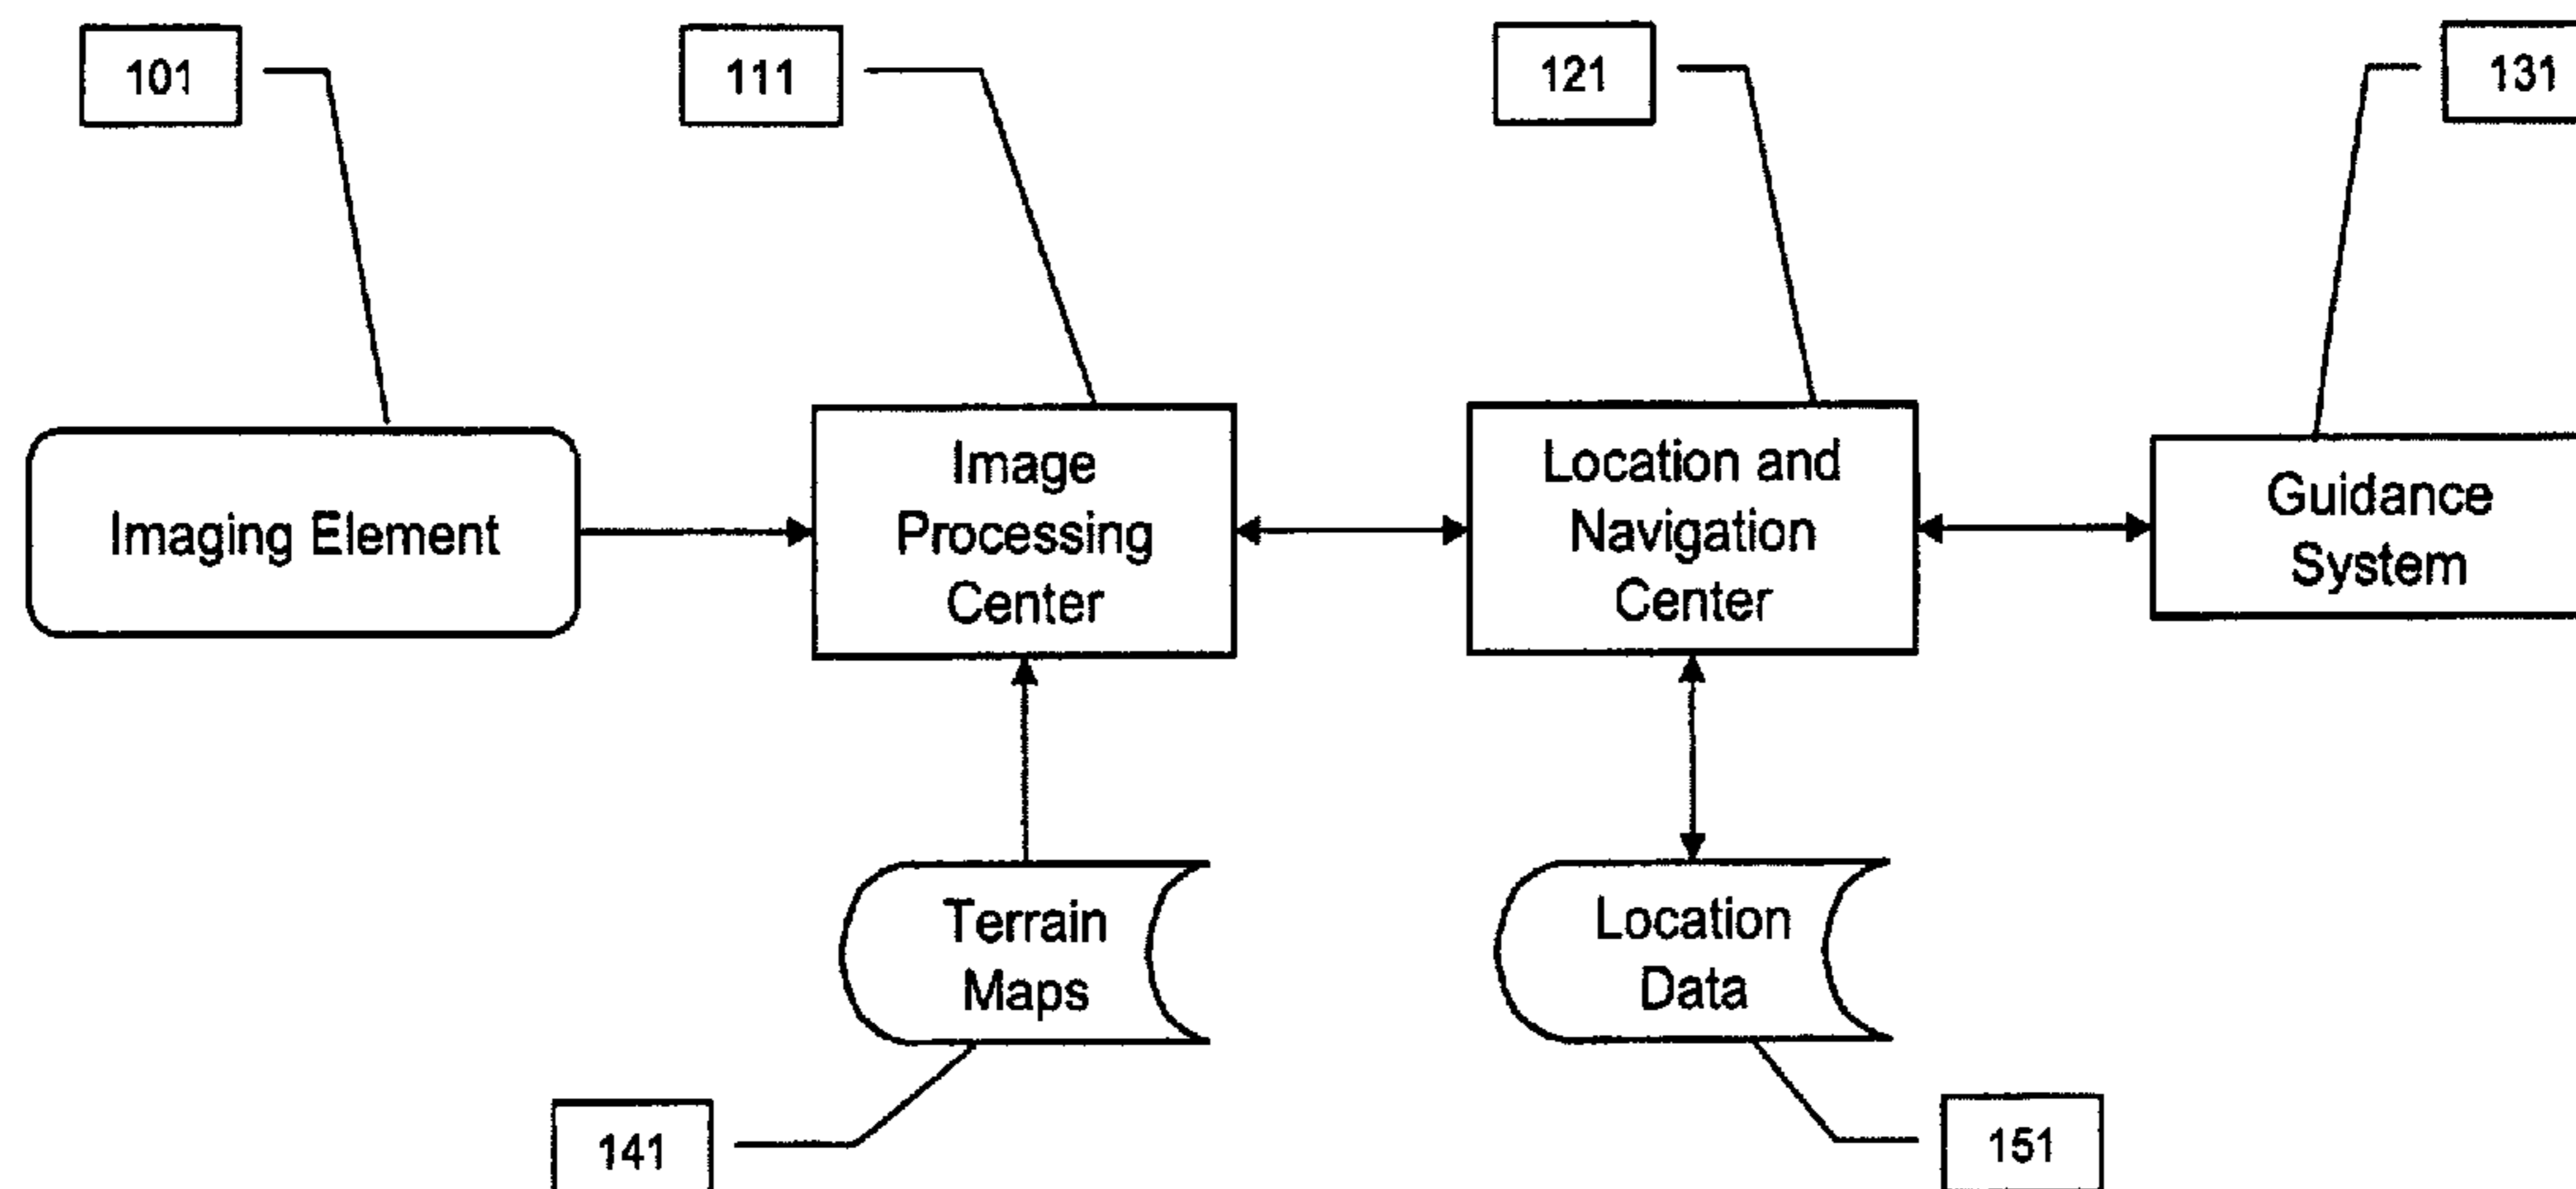 101
111
121
131
Imaging Element
Image
Processing
Center
Location and
Navigation
Center
Guidance
System
Terrain
Maps
Location
Data
141
151